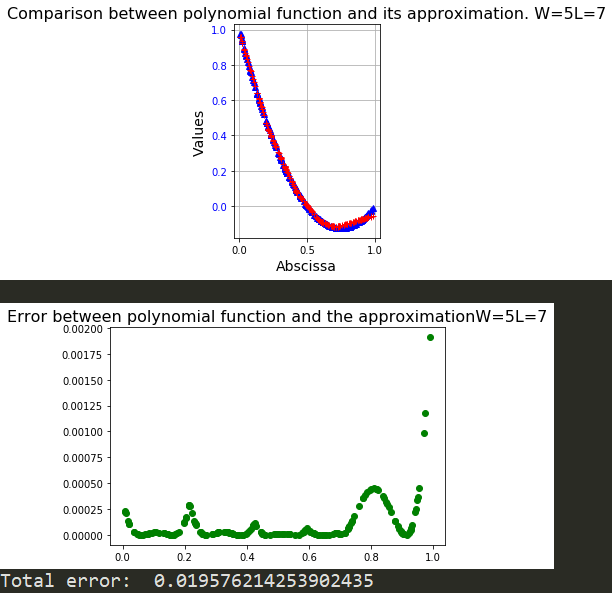 Comparison between polynomial function and its approximation. W=5L=7
1.0
0.8
0.6
0.4
0.2
0.0
Values
0.0 0.5 1.0
Abscissa
Error between polynomial function and the approximationW=5L=7
0.00200
0.00175
0.00150
0.00125
0.00100
0.00075
0.00050
0.00025
0.00000
0.0 0.2 0.4 0.6 0.8 1.0
Total error: 0.019576214253902435